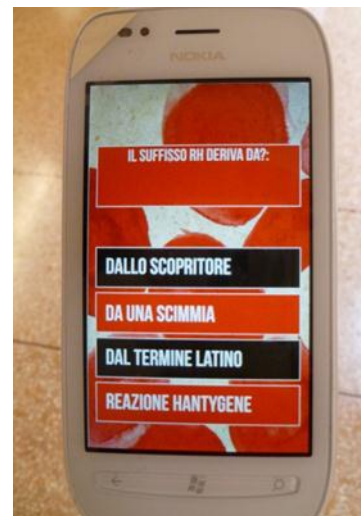 NOKIA
IL SUFFISSO RH DERIVA DA?:
DALLO SCOPRITORE
DA UNA SCIMMIA
DAL TERMINE LATINO
REAZIONE HANTYGENE